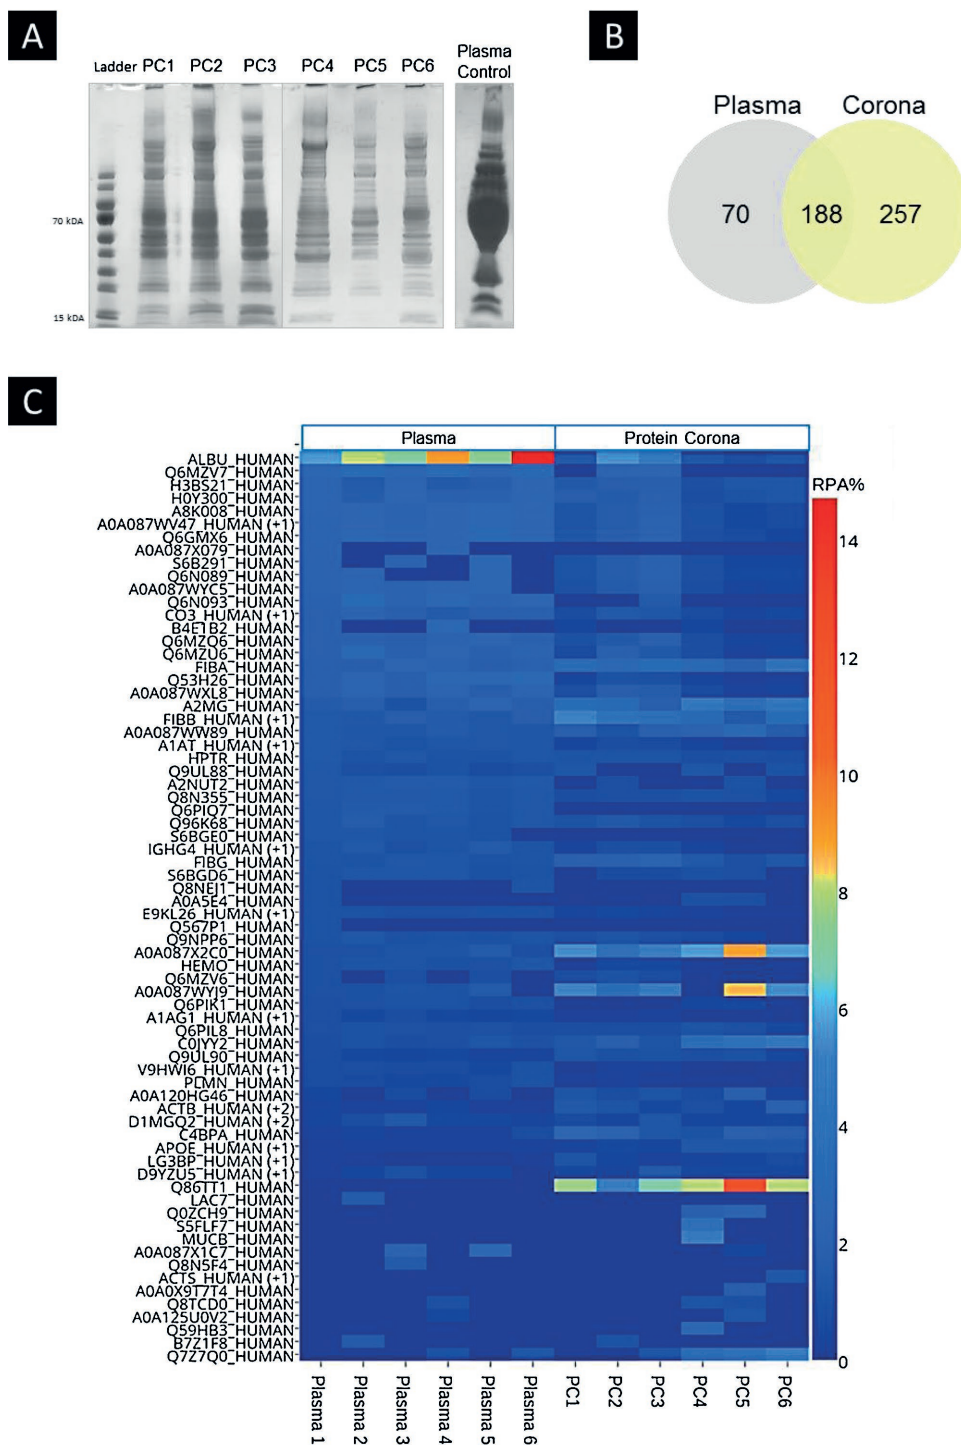 A
B
Ladder PC1 PC2 PC3 PC4 PC5 PC6 Plasma Control
70 kDA
15 kDA
Plasma Corona
70 188 257
C
Plasma Protein Corona
RPA%
ALBU_HUMAN
Q6MZV7_HUMAN
H3BS21_HUMAN
H0Y300_HUMAN
A8K008_HUMAN
A0A087WV47_HUMAN (+1)
Q6GMX6_HUMAN
A0A087X079_HUMAN
S6B291_HUMAN
Q6N089_HUMAN
A0A087WYC5_HUMAN
Q6N093_HUMAN
CO3_HUMAN (+1)
B4E1B2_HUMAN
Q6MZQ6_HUMAN
Q6MZU6_HUMAN
FIBA_HUMAN
Q53H26_HUMAN
A0A087WXL8_HUMAN
A2MG_HUMAN
FIBB_HUMAN (+1)
A0A087WW89_HUMAN
A1AT_HUMAN (+1)
HPTR_HUMAN
Q9UL88_HUMAN
A2NUT2_HUMAN
Q8N355_HUMAN
Q6PIQ7_HUMAN
Q96K68_HUMAN
S6BGE0_HUMAN
IGHG4_HUMAN (+1)
FIBG_HUMAN
S6BGD6_HUMAN
Q8NEJ1_HUMAN
A0A5E4_HUMAN
E9KL26_HUMAN (+1)
Q567P1_HUMAN
Q9NPP6_HUMAN
A0A087X2C0_HUMAN
HEMO_HUMAN
Q6MZV6_HUMAN
A0A087WYJ9_HUMAN
Q6PIK1_HUMAN
A1AG1_HUMAN (+1)
Q6PIL8_HUMAN
C0JYY2_HUMAN
Q9UL90_HUMAN
V9HWI6_HUMAN (+1)
PLMN_HUMAN
A0A120HG46_HUMAN
ACTB_HUMAN (+2)
D1MGQ2_HUMAN (+2)
C4BPA_HUMAN
APOE_HUMAN (+1)
LG3BP_HUMAN (+1)
D9YZU5_HUMAN (+1)
Q86TT1_HUMAN
LAC7_HUMAN
Q0ZCH9_HUMAN
S5FLF7_HUMAN
MUCB_HUMAN
A0A087X1C7_HUMAN
Q8N5F4_HUMAN
ACTS_HUMAN (+1)
A0A0X9T7T4_HUMAN
Q8TCD0_HUMAN
A0A125U0V2_HUMAN
Q59HB3_HUMAN
B7Z1F8_HUMAN
Q7Z7Q0_HUMAN
14
12
10
8
6
4
2
0
Plasma 1 Plasma 2 Plasma 3 Plasma 4 Plasma 5 Plasma 6 PC1 PC2 PC3 PC4 PC5 PC6